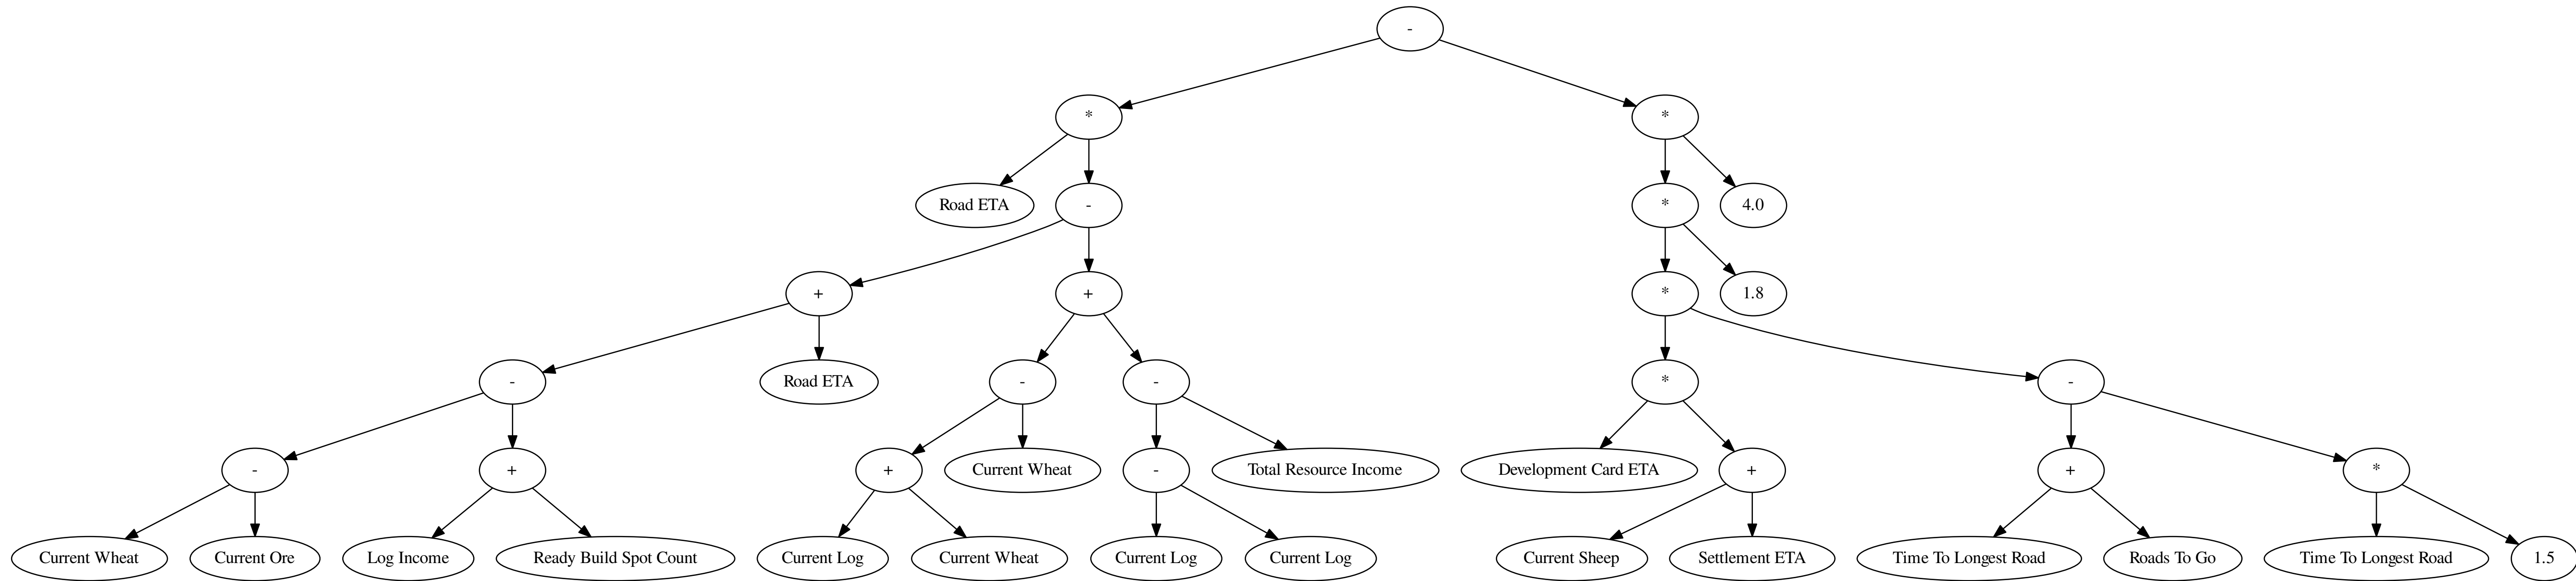 -
*
*
Road ETA
-
*
4.0
+
+
*
1.8
-
Road ETA
-
-
*
-
-
+
+
Current Wheat
-
Total Resource Income
Development Card ETA
+
+
*
Current Wheat
Current Ore
Log Income
Ready Build Spot Count
Current Log
Current Wheat
Current Log
Current Log
Current Sheep
Settlement ETA
Time To Longest Road
Roads To Go
Time To Longest Road
1.5